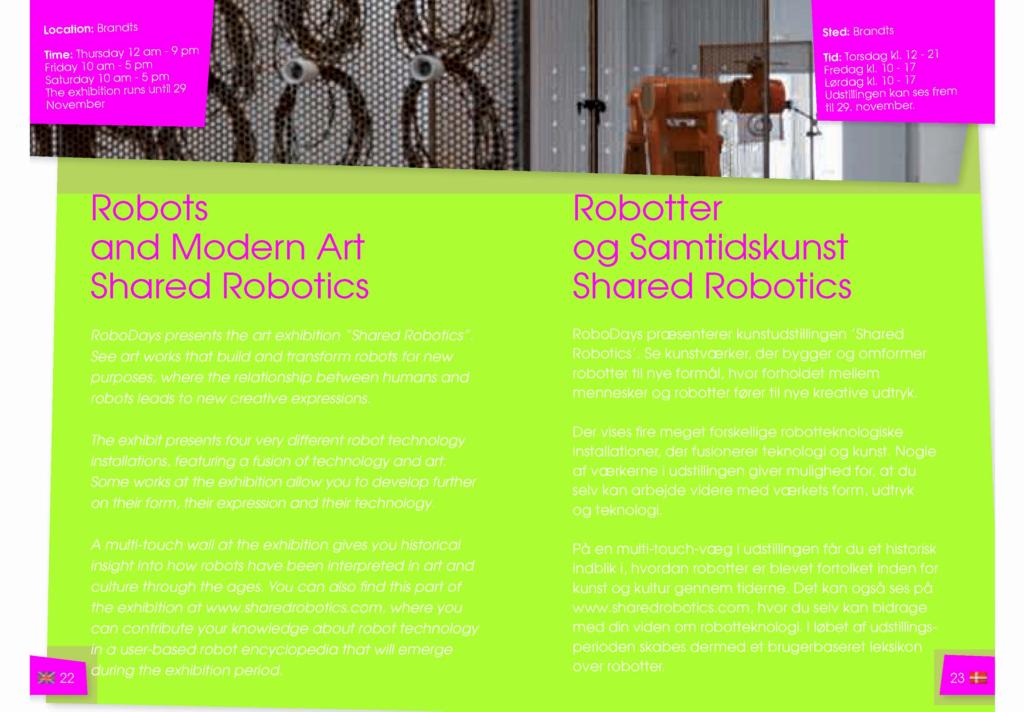 Location: Brandts
Time: Thursday 12 am - 9 pm
Friday 10 am - 5 pm
Saturday 10 am - 5 pm
The exhibition runs until 29
November
Robots
and Modern Art
Shared Robotics
RoboDays presents the art exhibition “Shared Robotics”.
See art works that build and transform robots for new
purposes, where the relationship between humans and
robots leads to new creative expressions.
The exhibit presents four very different robot technology
installations, featuring a fusion of technology and art.
Some works at the exhibition allow you to develop further
on their form, their expression and their technology.
A multi-touch wall at the exhibition gives you historical
insight into how robots have been interpreted in art and
culture through the ages. You can also find this part of
the exhibition at www.sharedrobotics.com, where you
can contribute your knowledge about robot technology
in a user-based robot encyclopedia that will emerge
during the exhibition period.
22
Sted: Brandts
Tid: Torsdag kl. 12 - 21
Fredag kl. 10 - 17
Lørdag kl. 10 - 17
Udstillingen kan ses frem
til 29. november.
Robotter
og Samtidskunst
Shared Robotics
RoboDays præsenterer kunstudstillingen ’Shared
Robotics’. Se kunstværker, der bygger og omformer
robotter til nye formål, hvor forholdet mellem
mennesker og robotter fører til nye kreative udtryk.
Der vises fire meget forskellige robotteknologiske
installationer, der fusionerer teknologi og kunst. Nogle
af værkerne i udstillingen giver mulighed for, at du
selv kan arbejde videre med værkets form, udtryk
og teknologi.
På en multi-touch-væg i udstillingen får du et historisk
indblik i, hvordan robotter er blevet fortolket inden for
kunst og kultur gennem tiderne. Det kan også ses på
www.sharedrobotics.com, hvor du selv kan bidrage
med din viden om robotteknologi. I løbet af udstillings-
perioden skabes dermed et brugerbaseret leksikon
over robotter.
23